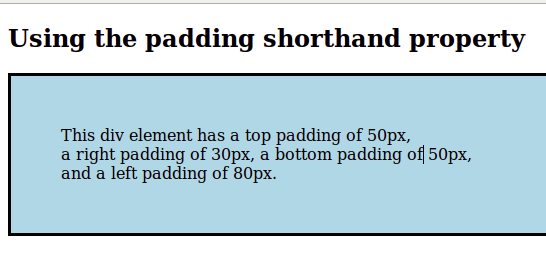 Using the padding shorthand property
This div element has a top padding of 50px,
a right padding of 30px, a bottom padding of 50px,
and a left padding of 80px.